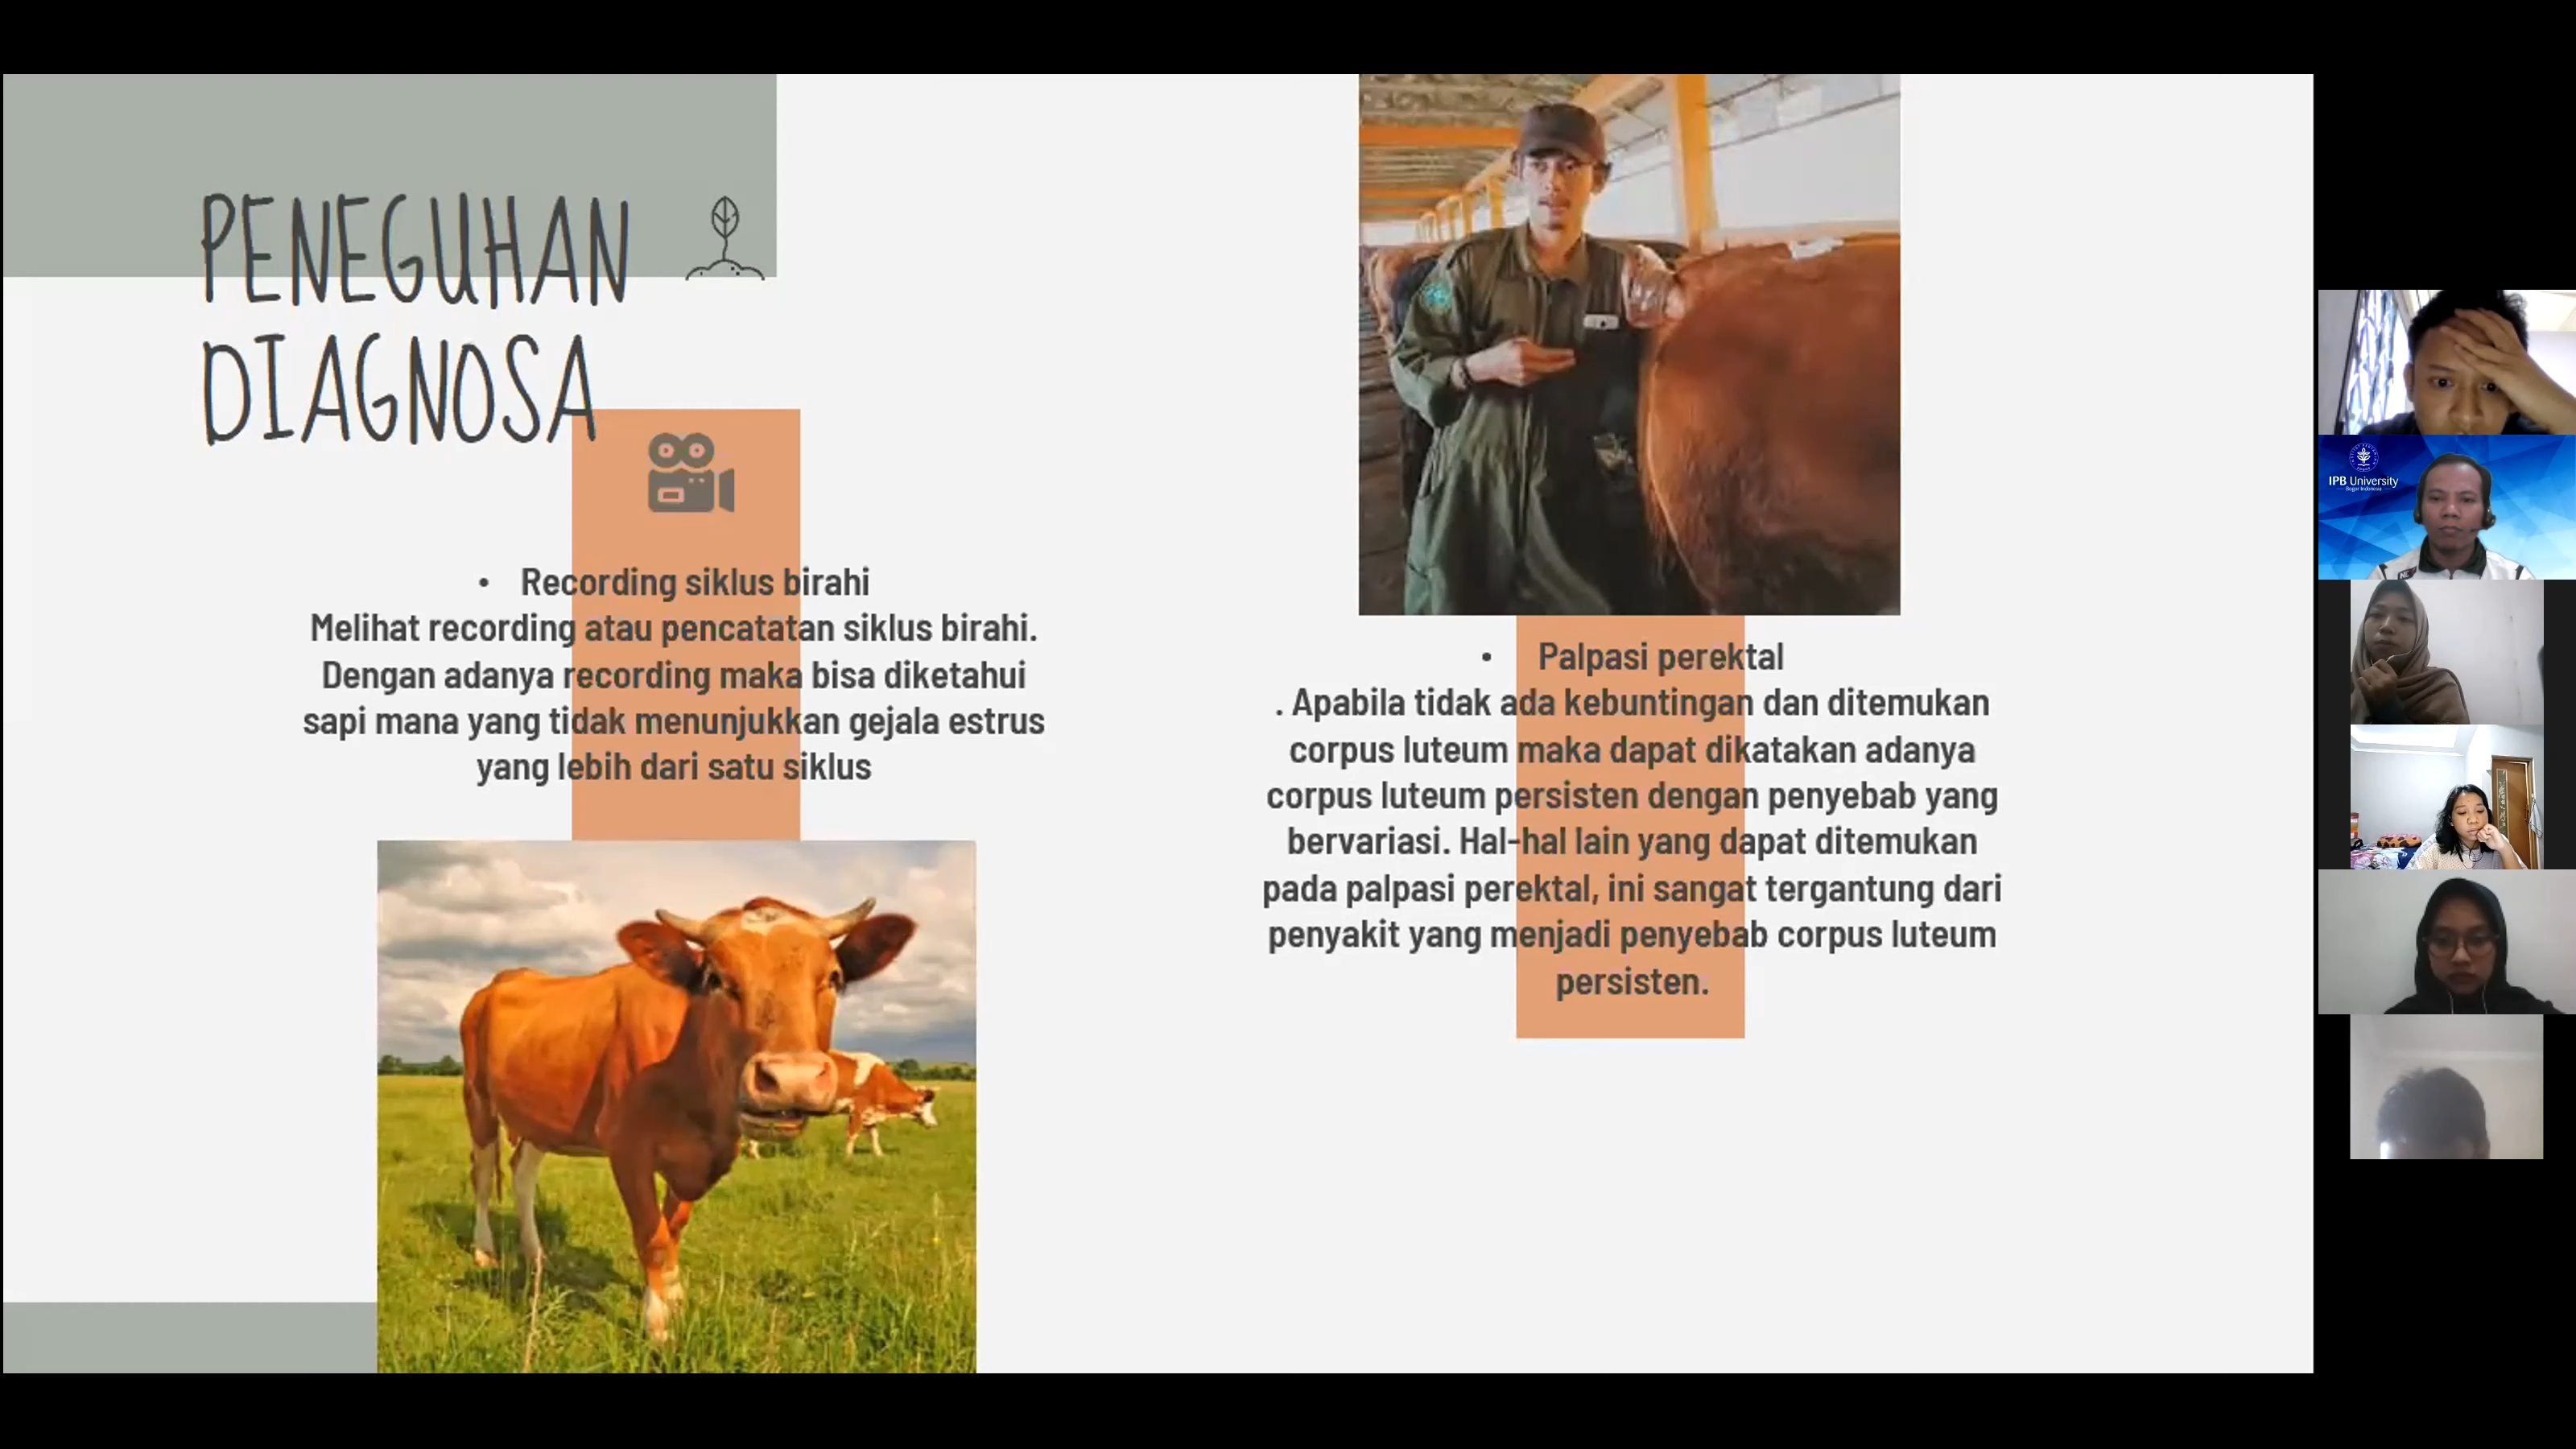 PENEGUHAN
DIAGNOSA
• Recording siklus birahi
Melihat recording atau pencatatan siklus birahi.
Dengan adanya recording maka bisa diketahui
sapi mana yang tidak menunjukkan gejala estrus
yang lebih dari satu siklus
• Palpasi perektal
. Apabila tidak ada kebuntingan dan ditemukan
corpus luteum maka dapat dikatakan adanya
corpus luteum persisten dengan penyebab yang
bervariasi. Hal-hal lain yang dapat ditemukan
pada palpasi perektal, ini sangat tergantung dari
penyakit yang menjadi penyebab corpus luteum
persisten.
IPB University
Bogor Indonesia